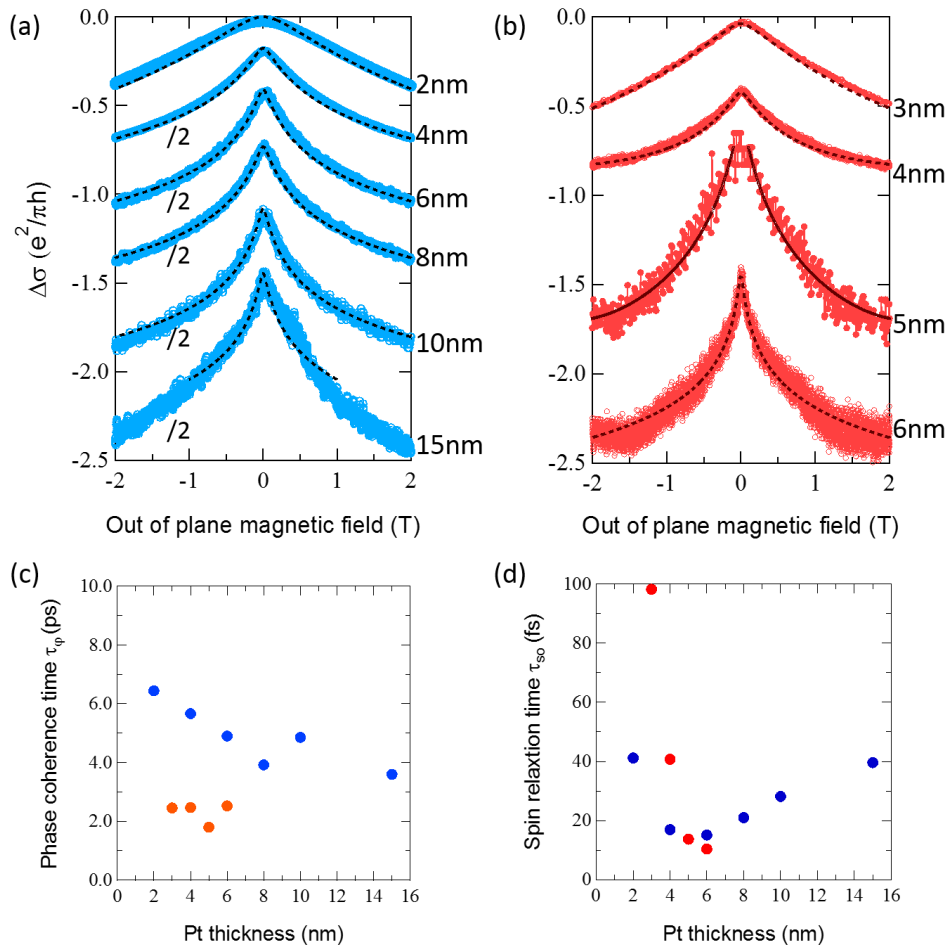 (a)
0.0
-0.5
-1.0
-1.5
-2.0
-2.5
Δσ (e²/πh)
2nm
4nm
/2
6nm
/2
8nm
/2
10nm
/2
15nm
/2
-2 -1 0 1 2
Out of plane magnetic field (T)
(b)
0.0
-0.5
-1.0
-1.5
-2.0
-2.5
3nm
4nm
5nm
6nm
-2 -1 0 1 2
Out of plane magnetic field (T)
(c)
10.0
8.0
6.0
4.0
2.0
0.0
Phase coherence time τφ (ps)
0 2 4 6 8 10 12 14 16
Pt thickness (nm)
(d)
100
80
60
40
20
0
Spin relaxtion time τso (fs)
0 2 4 6 8 10 12 14 16
Pt thickness (nm)